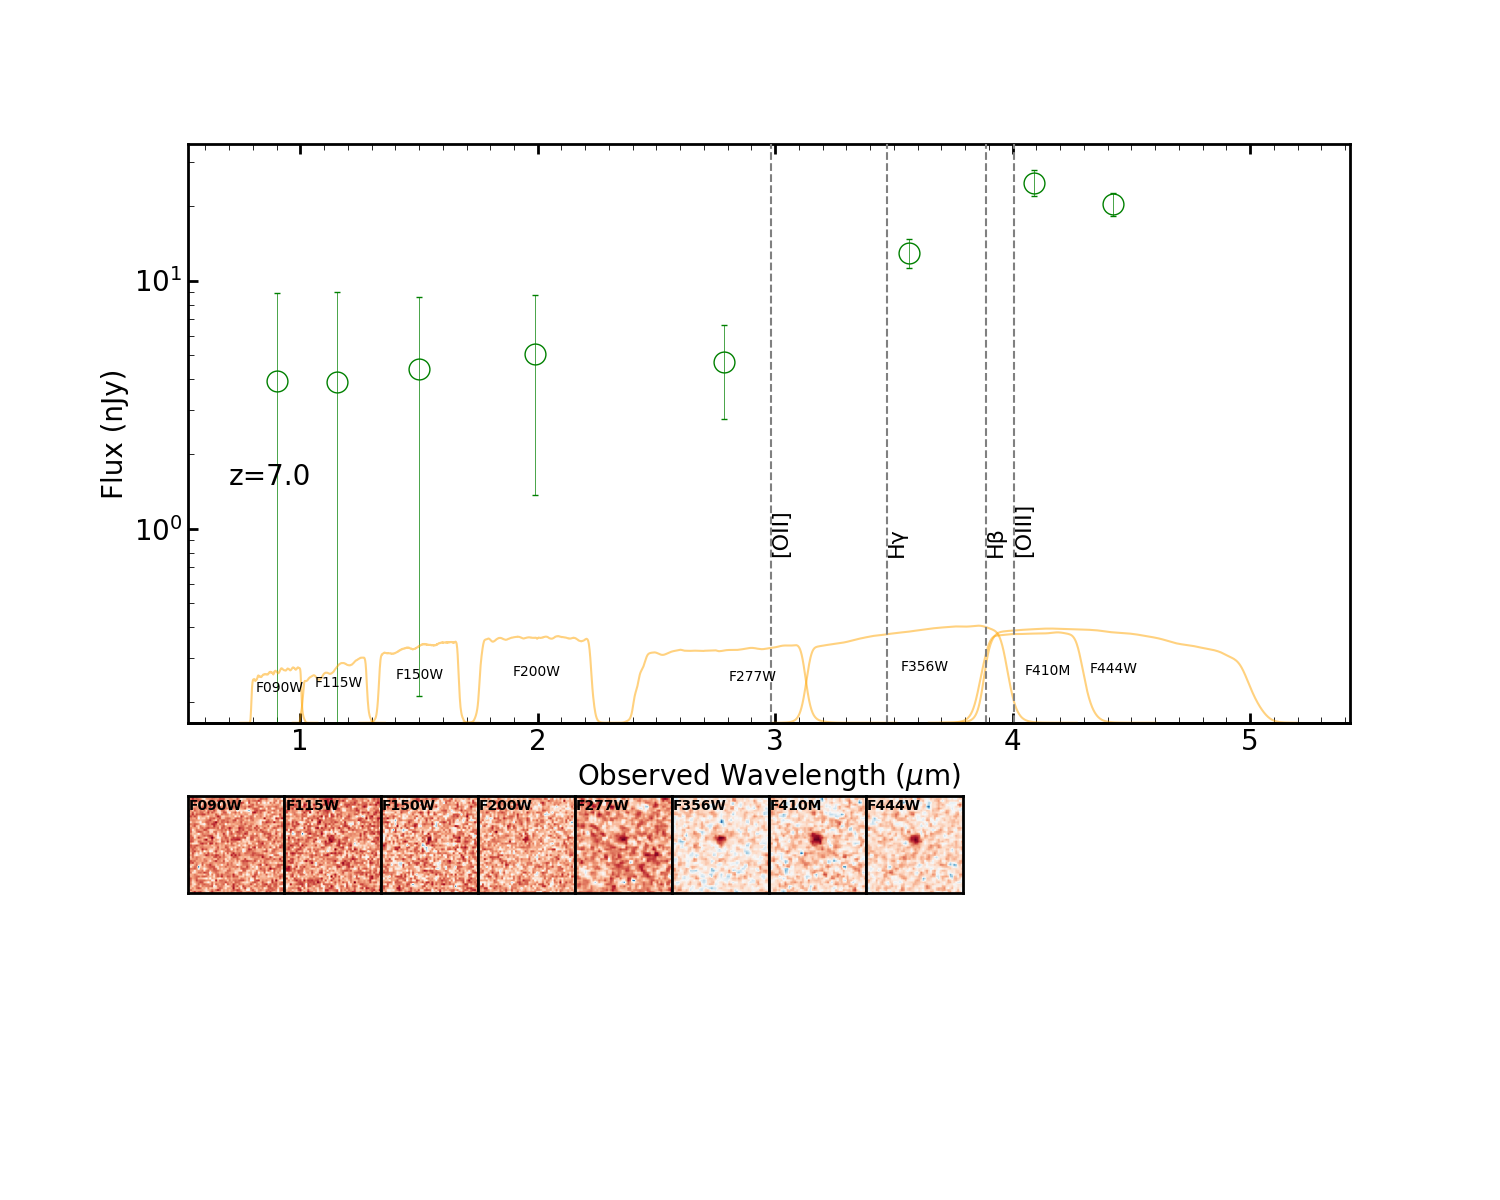 Flux (nJy)
10¹
10⁰
z=7.0
[OII]
Hγ
Hβ
[OIII]
F090W
F115W
F150W
F200W
F277W
F356W
F410M
F444W
1 2 3 4 5
Observed Wavelength (μm)
F090W F115W F150W F200W F277W F356W F410M F444W